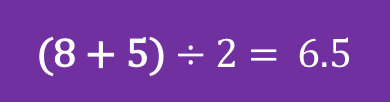 (8 + 5) ÷ 2 = 6.5